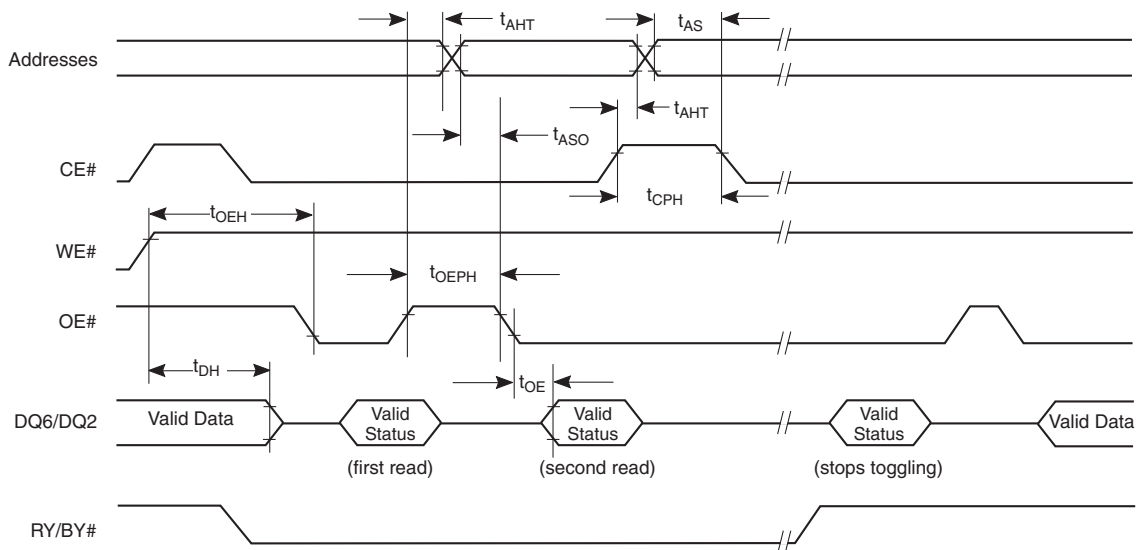 tAHT
tAS
Addresses
tAHT
tASO
CE#
tCPH
tOEH
WE#
tOEPH
OE#
tDH
tOE
DQ6/DQ2
Valid Data
Valid
Status
Valid
Status
Valid
Status
Valid Data
(first read)
(second read)
(stops toggling)
RY/BY#